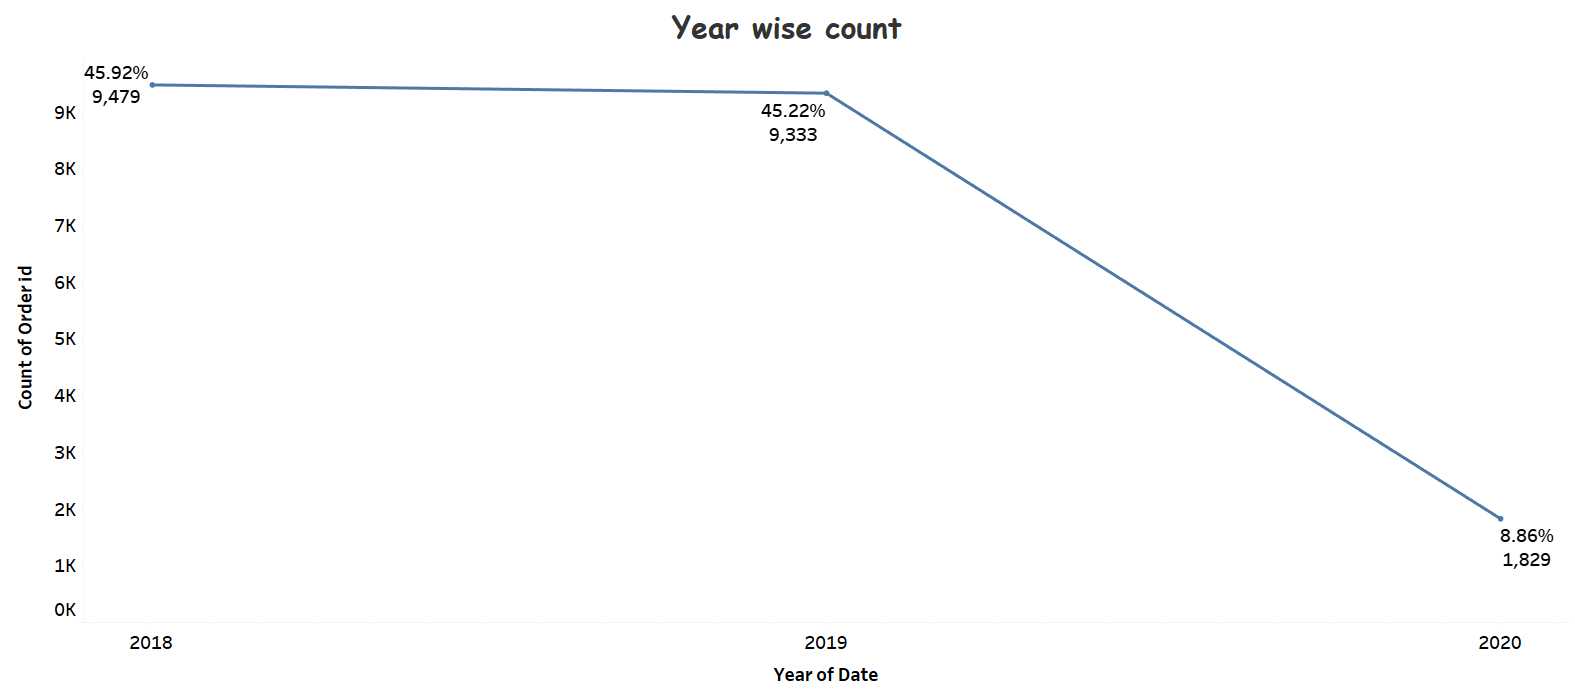 Year wise count
45.92%
9,479
45.22%
9,333
8.86%
1,829
9K
8K
7K
6K
5K
4K
3K
2K
1K
0K
Count of Order id
2018
2019
2020
Year of Date